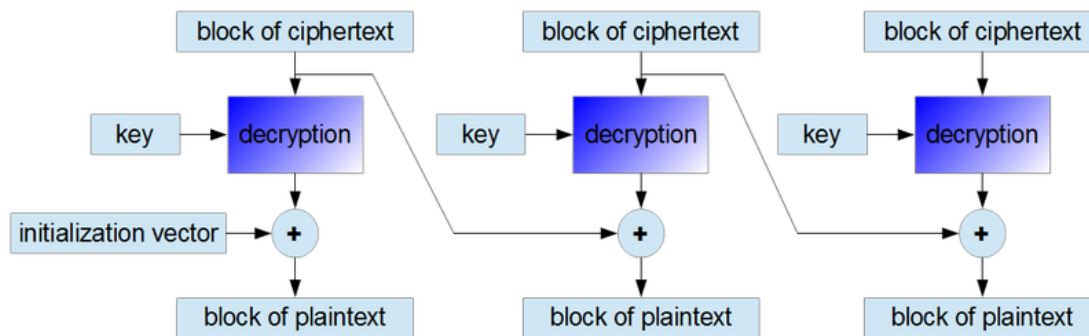 block of ciphertext
block of ciphertext
block of ciphertext
key
decryption
key
decryption
key
decryption
initialization vector
+
+
+
block of plaintext
block of plaintext
block of plaintext